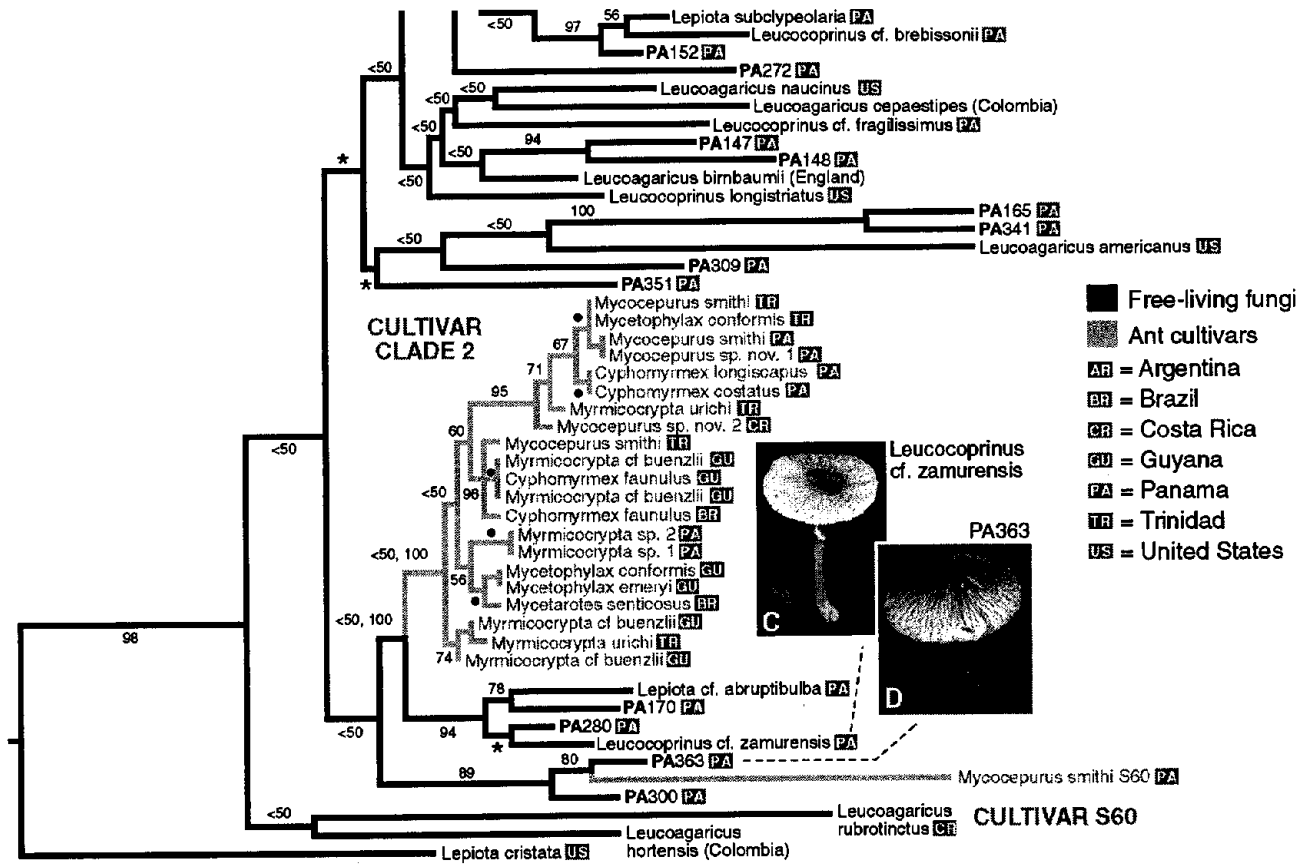 <50
97
56
Lepiota subclypeolaria PA
Leucocoprinus cf. brebissonii PA
PA152 PA
<50
PA272 PA
<50
<50
<50
Leucoagaricus naucinus US
Leucoagaricus cepaestipes (Colombia)
Leucocoprinus cf. fragilissimus PA
<50
94
PA147 PA
PA148 PA
Leucoagaricus birnbaumii (England)
*
<50
Leucocoprinus longistriatus US
100
PA165 PA
PA341 PA
<50
<50
Leucoagaricus americanus US
PA309 PA
*
PA351 PA
CULTIVAR
CLADE 2
Mycocepurus smithi TR
Mycetophylax conformis TR
Mycocepurus smithi PA
Mycocepurus sp. nov. 1 PA
67
Cyphomyrmex longiscapus PA
71
Cyphomyrmex costatus PA
95
Myrmicocrypta urichi TR
Mycocepurus sp. nov. 2 CR
60
Mycocepurus smithi TR
<50
Myrmicocrypta cf buenzlii GU
Cyphomyrmex faunulus GU
98
Myrmicocrypta cf buenzlii GU
<50
Cyphomyrmex faunulus BR
Myrmicocrypta sp. 2 PA
Myrmicocrypta sp. 1 PA
<50, 100
56
Mycetophylax conformis GU
Mycetophylax emeryi GU
Mycetarotes senticosus BR
<50, 100
Myrmicocrypta cf buenzlii GU
Myrmicocrypta urichi TR
74
Myrmicocrypta cf buenzlii GU
98
78
Lepiota cf. abruptibulba PA
PA170 PA
<50
94
PA280 PA
*
Leucocoprinus cf. zamurensis PA
89
80
PA363 PA
Mycocepurus smithi S60 PA
PA300 PA
<50
Leucoagaricus
rubrotinctus CR
CULTIVAR S60
Leucoagaricus
hortensis (Colombia)
Lepiota cristata US
Leucocoprinus
cf. zamurensis
C
PA363
D
Free-living fungi
Ant cultivars
AR = Argentina
BR = Brazil
CR = Costa Rica
GU = Guyana
PA = Panama
TR = Trinidad
US = United States